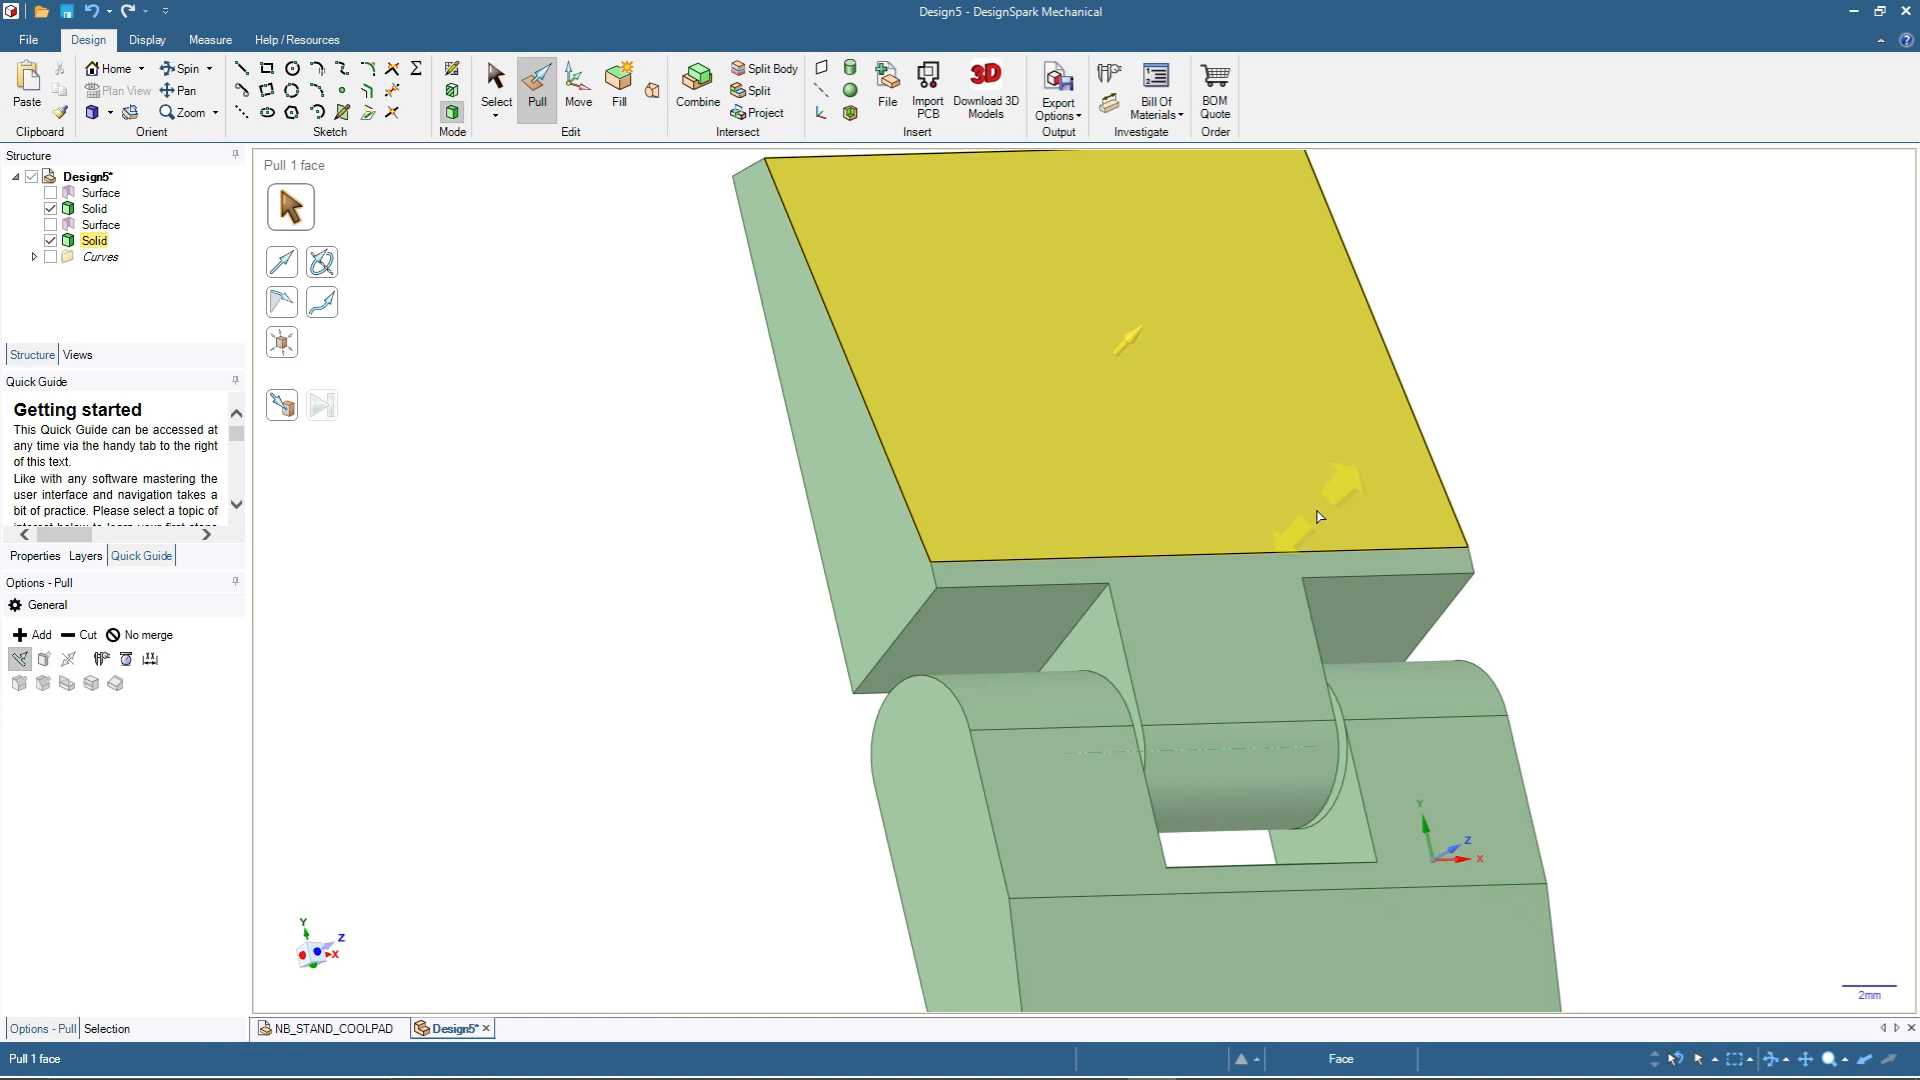 Design5 - DesignSpark Mechanical
File Design Display Measure Help / Resources
Paste
Clipboard
Home Spin
Plan View Pan
Zoom
Orient
Sketch
Mode
Select Pull Move Fill
Edit
Combine
Split Body
Split
Project
Intersect
File
Import PCB
3D
Download 3D Models
Insert
Export Options
Output
Bill Of Materials
Investigate
BOM Quote
Order
Structure
Design5*
Surface
Solid
Surface
Solid
Curves
Structure Views
Quick Guide
Getting started
This Quick Guide can be accessed at
any time via the handy tab to the right
of this text.
Like with any software mastering the
user interface and navigation takes a
bit of practice. Please select a topic of
Properties Layers Quick Guide
Options - Pull
General
Add Cut No merge
Options - Pull Selection
Pull 1 face
Y
Z
X
Y
Z
X
2mm
NB_STAND_COOLPAD Design5*
Pull 1 face
Face